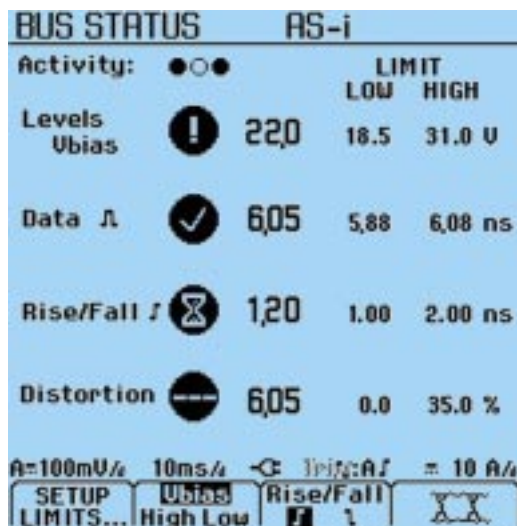 BUS STATUS AS-i
Activity: LIMIT
LOW HIGH
Levels
Vbias 22,0 18.5 31.0 V
Data 6,05 5,88 6,08 ns
Rise/Fall 1,20 1.00 2.00 ns
Distortion 6,05 0.0 35.0 %
A=100mV/ 10ms/ Trig:A 10 A/
SETUP LIMITS... Vbias High Low Rise/Fall